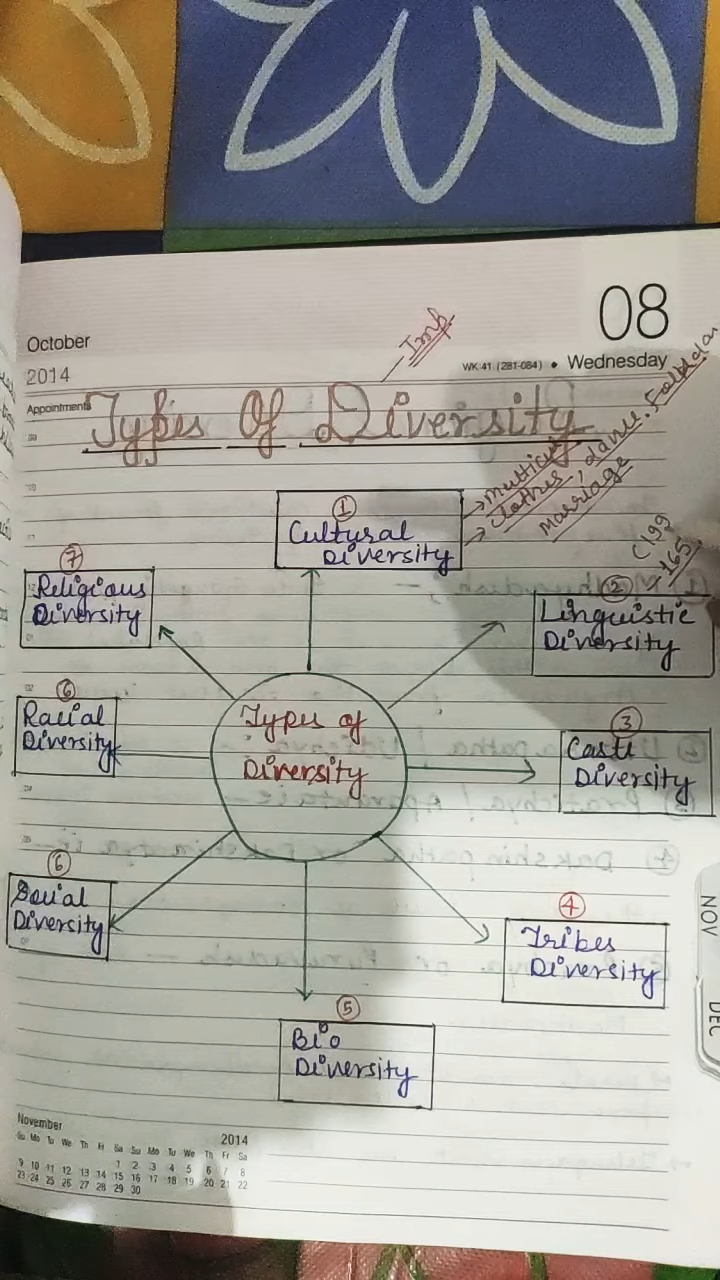 October
08
2014
WK 41 (281-084) • Wednesday
Imp
Appointments
Types Of Diversity
→ multicul
→ clothes, dance.
marriage
①
Cultural
Diversity
(199
165
⑦
Religious
Diversity
②
Linguistic
Diversity
⑥
Racial
Diversity
Types of
Diversity
③
Caste
Diversity
⑥
Social
Diversity
④
Tribes
Diversity
⑤
Bio
Diversity
NOV
DEC
November
2014
Su Mo Tu We Th Fr Sa Su Mo Tu We Th Fr Sa
1 2 3 4 5 6 7 8
9 10 11 12 13 14 15 16 17 18 19 20 21 22
23 24 25 26 27 28 29 30